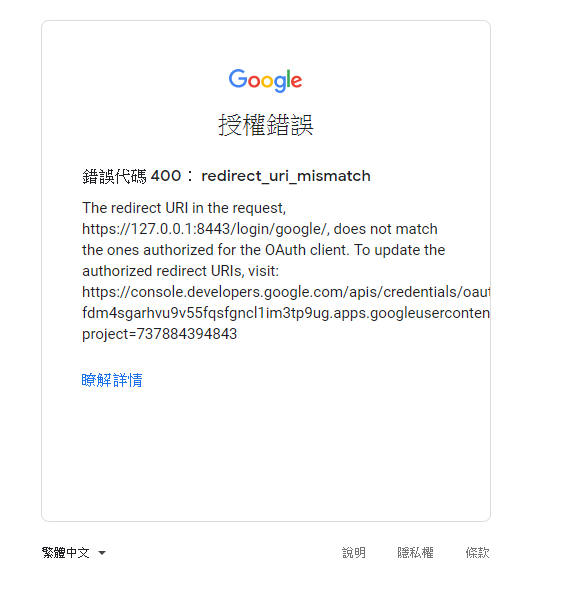 Google
授權錯誤
錯誤代碼 400： redirect_uri_mismatch
The redirect URI in the request,
https://127.0.0.1:8443/login/google/, does not match
the ones authorized for the OAuth client. To update the
authorized redirect URIs, visit:
https://console.developers.google.com/apis/credentials/oaut
fdm4sgarhvu9v55fqsfgncl1im3tp9ug.apps.googleuserconten
project=737884394843
瞭解詳情
繁體中文
說明 隱私權 條款